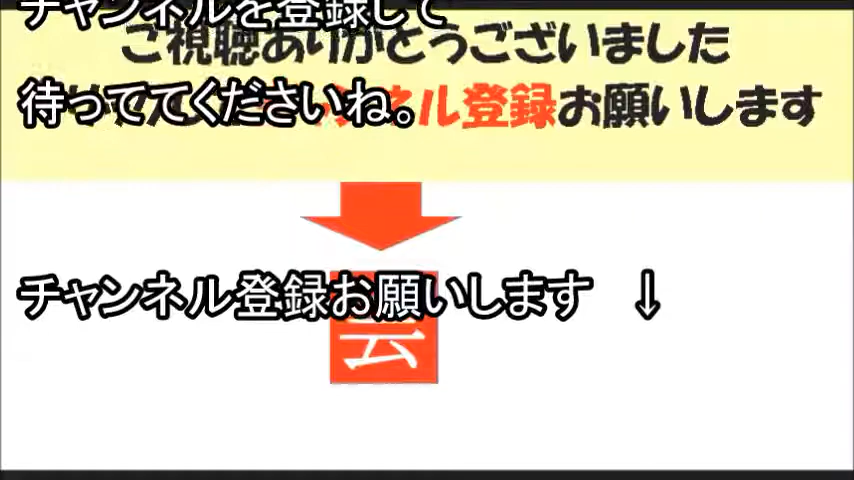 チャンネルを登録して
ご視聴ありがとうございました
待っててくださいね。
ル登録お願いします
チャンネル登録お願いします ↓
芸